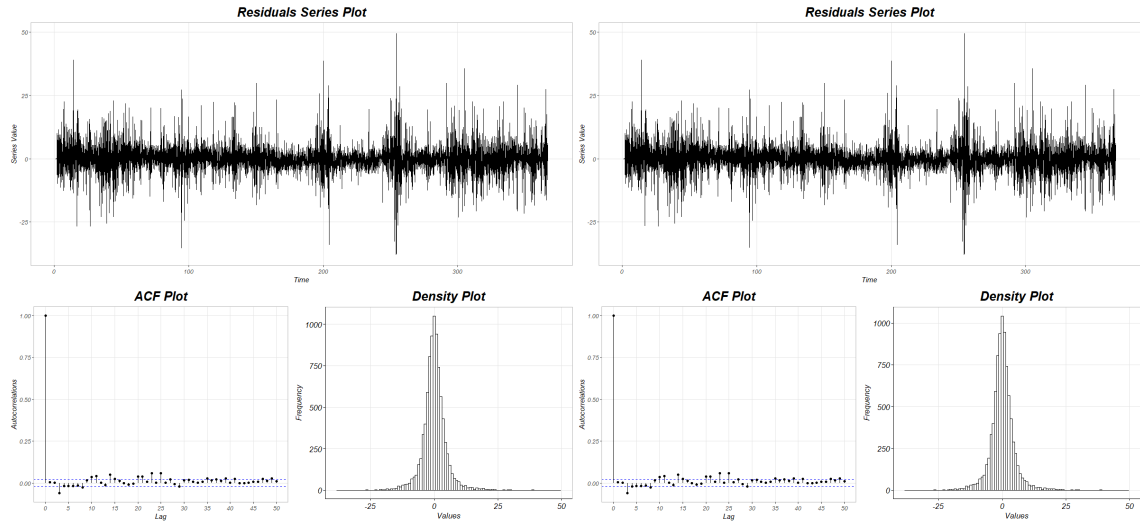 Residuals Series Plot
Residuals Series Plot
50
25
0
-25
Series Value
0
100
200
300
Time
50
25
0
-25
Series Value
0
100
200
300
Time
ACF Plot
Density Plot
ACF Plot
Density Plot
1.00
0.75
0.50
0.25
0.00
Autocorrelations
0 5 10 15 20 25 30 35 40 45 50
Lag
1000
750
500
250
0
Frequency
-25 0 25 50
Values
1.00
0.75
0.50
0.25
0.00
Autocorrelations
0 5 10 15 20 25 30 35 40 45 50
Lag
1000
750
500
250
0
Frequency
-25 0 25 50
Values